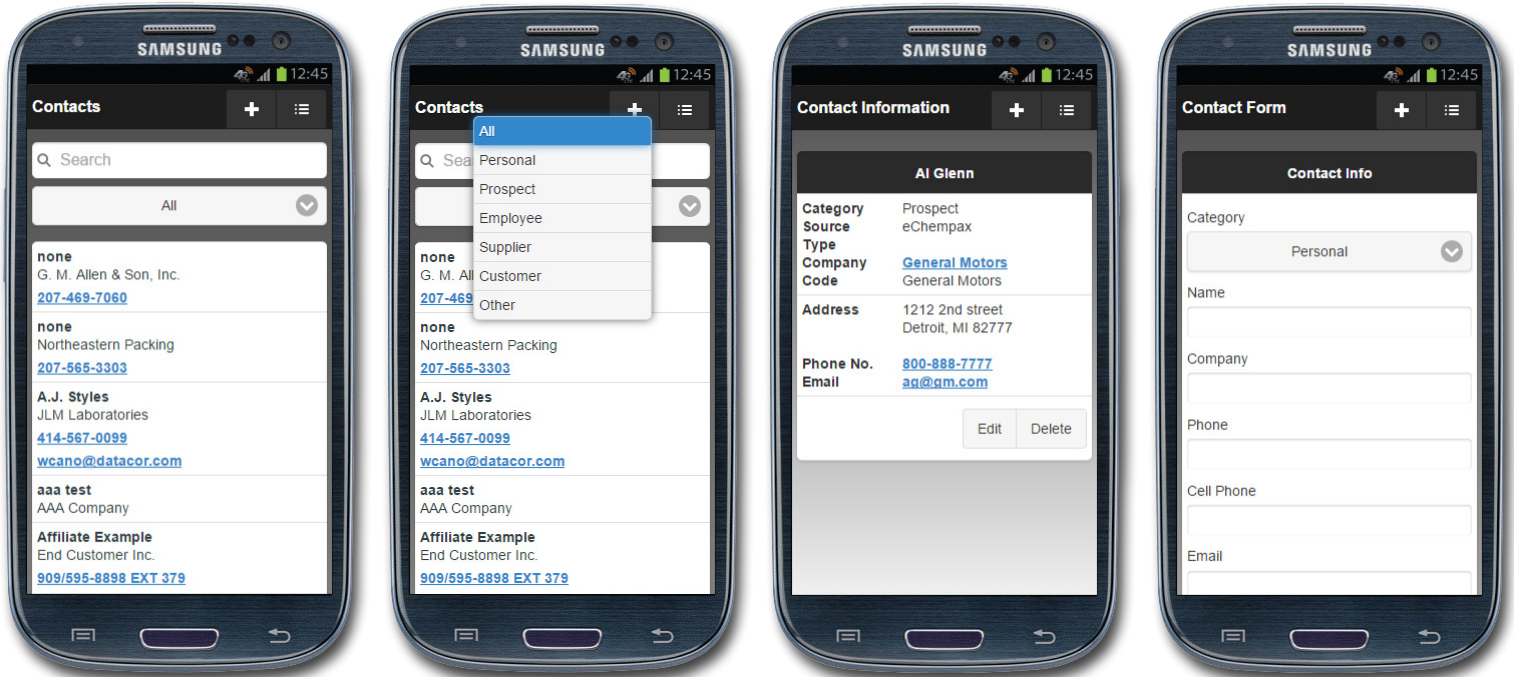 SAMSUNG
4G 12:45
Contacts
Search
All
none
G. M. Allen & Son, Inc.
207-469-7060
none
Northeastern Packing
207-565-3303
A.J. Styles
JLM Laboratories
414-567-0099
wcano@datacor.com
aaa test
AAA Company
Affiliate Example
End Customer Inc.
909/595-8898 EXT 379
SAMSUNG
4G 12:45
Contacts
All
Sea
Personal
Prospect
Employee
Supplier
Customer
Other
none
G. M. All
207-469
none
Northeastern Packing
207-565-3303
A.J. Styles
JLM Laboratories
414-567-0099
wcano@datacor.com
aaa test
AAA Company
Affiliate Example
End Customer Inc.
909/595-8898 EXT 379
SAMSUNG
4G 12:45
Contact Information
Al Glenn
Category Prospect
Source eChempax
Type
Company General Motors
Code General Motors
Address 1212 2nd street
Detroit, MI 82777
Phone No. 800-888-7777
Email ag@gm.com
Edit Delete
SAMSUNG
4G 12:45
Contact Form
Contact Info
Category
Personal
Name
Company
Phone
Cell Phone
Email